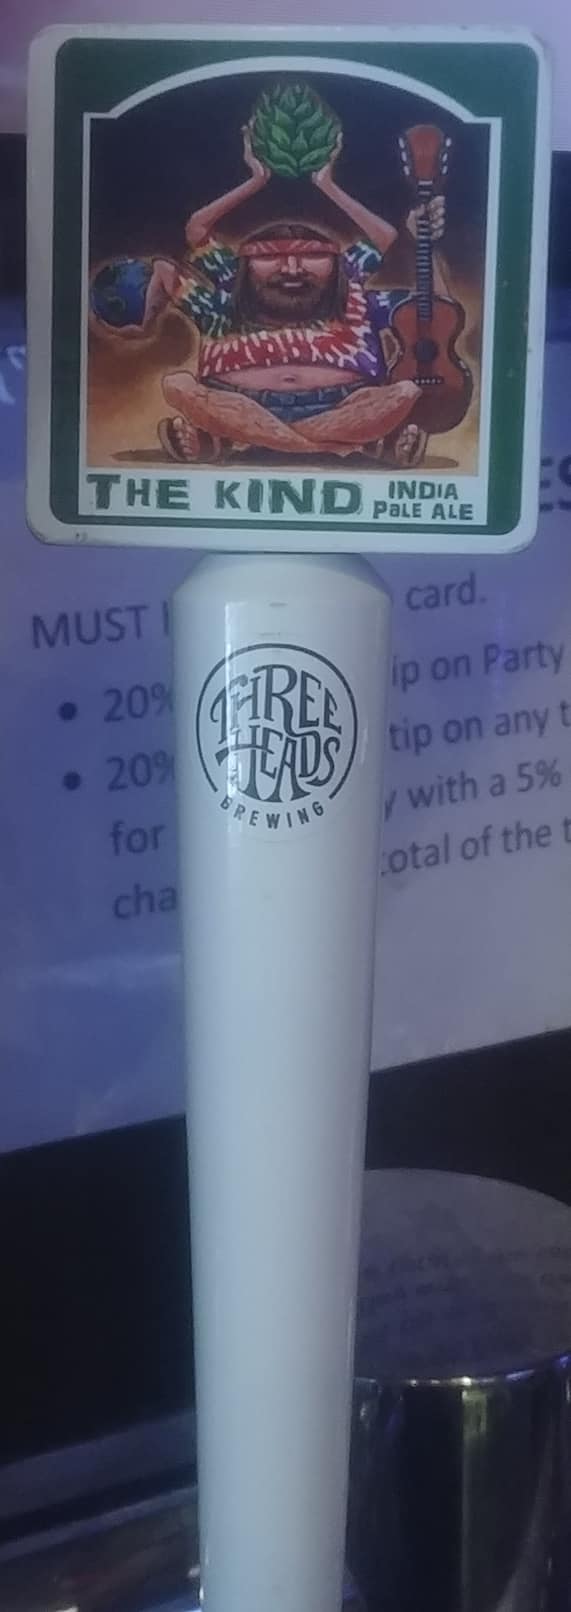 THE KIND INDIA
PALE ALE
MUST card.
• 20% ip on Party
• 20% tip on any t
for y with a 5%
cha total of the t
THREE
HEADS
BREWING